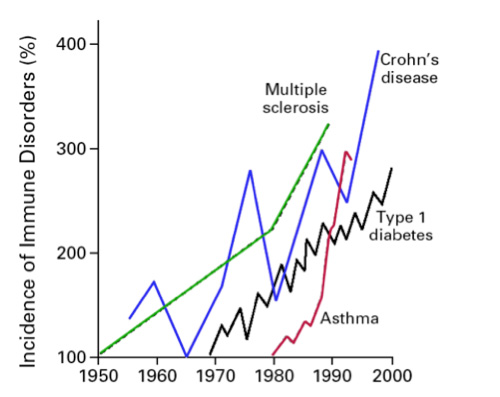 Incidence of Immune Disorders (%)
400
300
200
100
Multiple
sclerosis
Crohn's
disease
Type 1
diabetes
Asthma
1950 1960 1970 1980 1990 2000